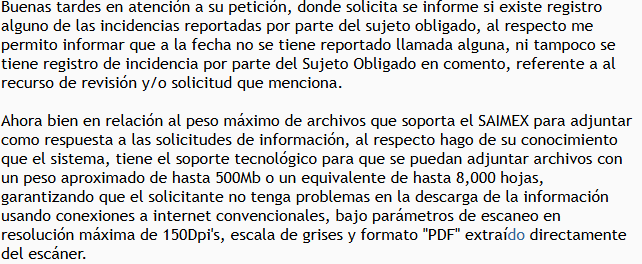 Buenas tardes en atención a su petición, donde solicita se informe si existe registro
alguno de las incidencias reportadas por parte del sujeto obligado, al respecto me
permito informar que a la fecha no se tiene reportado llamada alguna, ni tampoco se
tiene registro de incidencia por parte del Sujeto Obligado en comento, referente a al
recurso de revisión y/o solicitud que menciona.

Ahora bien en relación al peso máximo de archivos que soporta el SAIMEX para adjuntar
como respuesta a las solicitudes de información, al respecto hago de su conocimiento
que el sistema, tiene el soporte tecnológico para que se puedan adjuntar archivos con
un peso aproximado de hasta 500Mb o un equivalente de hasta 8,000 hojas,
garantizando que el solicitante no tenga problemas en la descarga de la información
usando conexiones a internet convencionales, bajo parámetros de escaneo en
resolución máxima de 150Dpi's, escala de grises y formato "PDF" extraído directamente
del escáner.